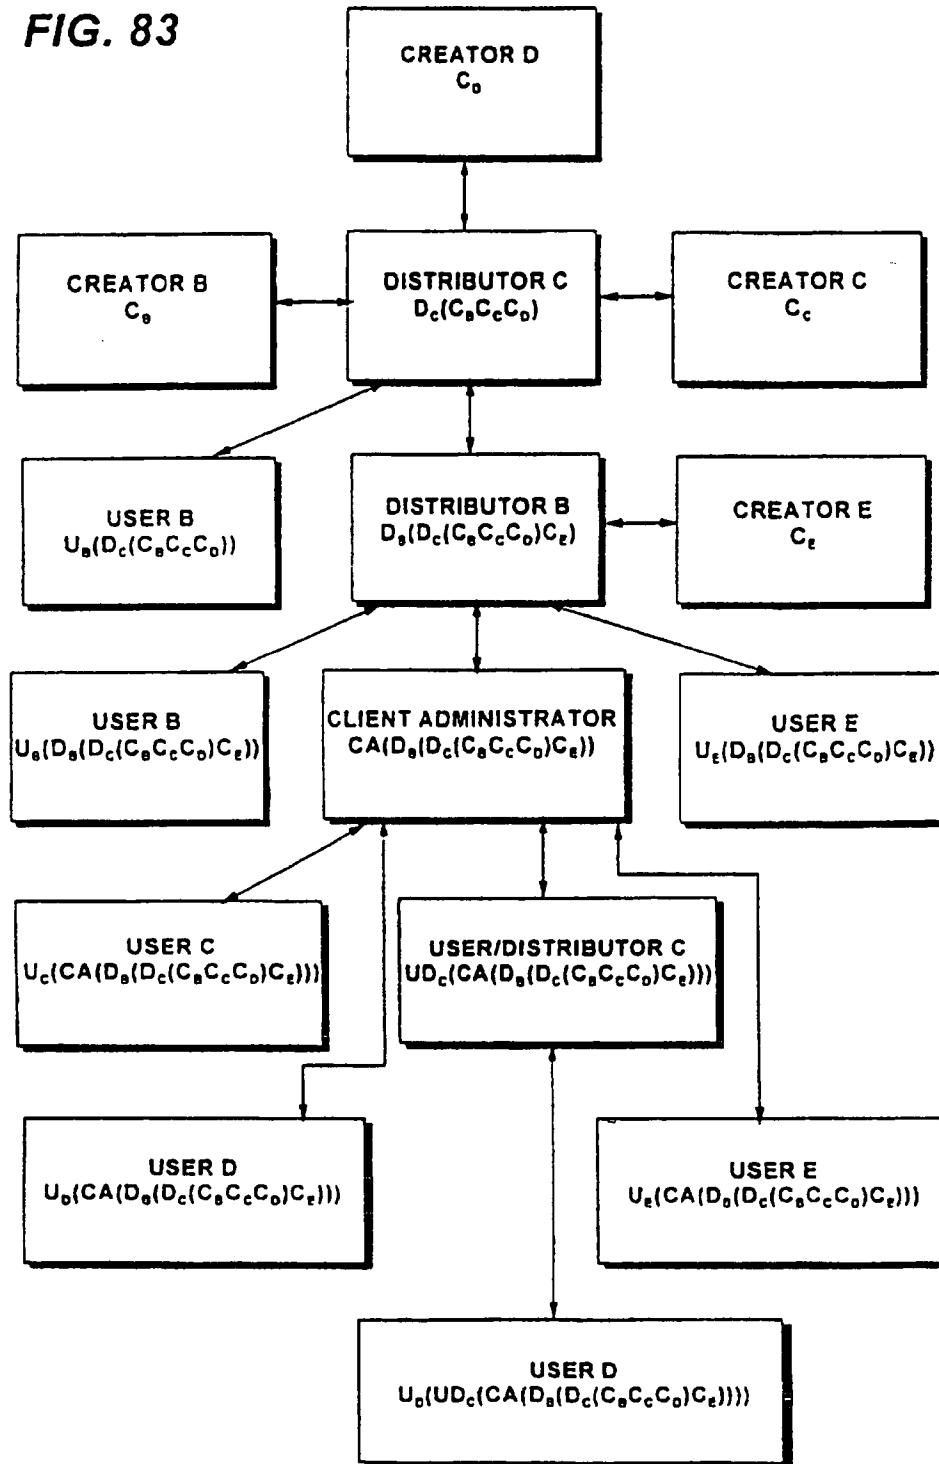 FIG. 83
CREATOR D
C_D
CREATOR B
C_B
DISTRIBUTOR C
D_C(C_BC_CC_D)
CREATOR C
C_C
USER B
U_B(D_C(C_BC_CC_D))
DISTRIBUTOR B
D_B(D_C(C_BC_CC_D)C_E)
CREATOR E
C_E
USER B
U_B(D_B(D_C(C_BC_CC_D)C_E))
CLIENT ADMINISTRATOR
CA(D_B(D_C(C_BC_CC_D)C_E))
USER E
U_E(D_B(D_C(C_BC_CC_D)C_E))
USER C
U_C(CA(D_B(D_C(C_BC_CC_D)C_E)))
USER/DISTRIBUTOR C
UD_C(CA(D_B(D_C(C_BC_CC_D)C_E)))
USER D
U_D(CA(D_B(D_C(C_BC_CC_D)C_E)))
USER E
U_E(CA(D_B(D_C(C_BC_CC_D)C_E)))
USER D
U_D(UD_C(CA(D_B(D_C(C_BC_CC_D)C_E))))